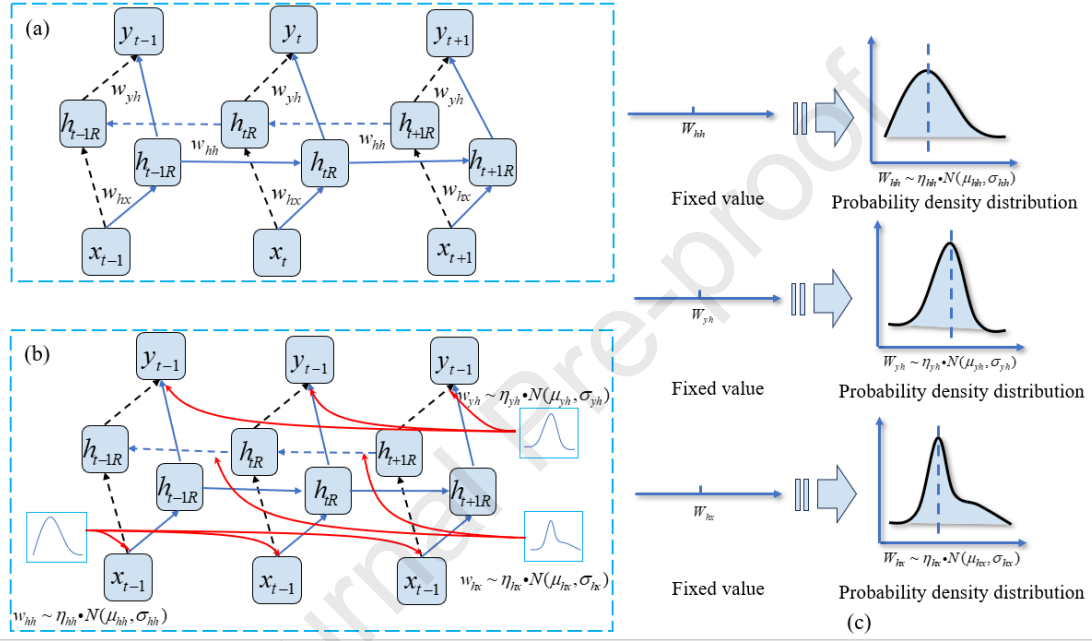 (a)
y_{t-1}
y_t
y_{t+1}
w_{yh}
w_{yh}
w_{yh}
h_{t-1R}
h_{tR}
h_{t+1R}
w_{hh}
w_{hh}
h_{t-1R}
h_{tR}
h_{t+1R}
w_{hx}
w_{hx}
x_{t-1}
x_t
x_{t+1}
(b)
y_{t-1}
y_{t-1}
y_{t-1}
w_{yh} ~ η_{yh}•N(μ_{yh}, σ_{yh})
h_{t-1R}
h_{tR}
h_{t+1R}
h_{t-1R}
h_{tR}
h_{t+1R}
x_{t-1}
x_{t-1}
x_{t-1}
w_{hx} ~ η_{hx}•N(μ_{hx}, σ_{hx})
w_{hh} ~ η_{hh}•N(μ_{hh}, σ_{hh})
W_{hh}
Fixed value
W_{hh} ~ η_{hh}•N(μ_{hh}, σ_{hh})
Probability density distribution
W_{yh}
Fixed value
W_{yh} ~ η_{yh}•N(μ_{yh}, σ_{yh})
Probability density distribution
W_{hx}
Fixed value
W_{hx} ~ η_{hx}•N(μ_{hx}, σ_{hx})
Probability density distribution
(c)
urnal Pre-proof